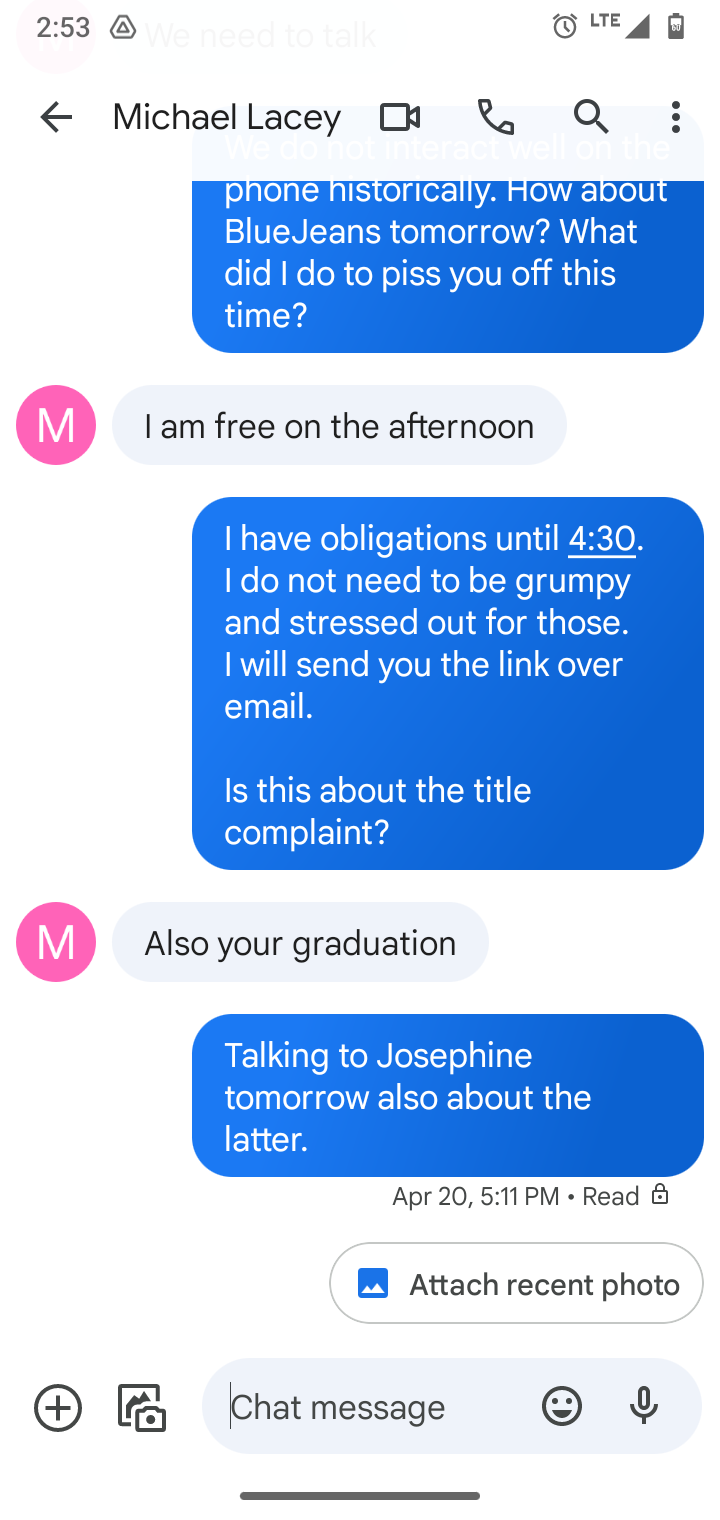 2:53
We need to talk
LTE
Michael Lacey
We do not interact well on the
phone historically. How about
BlueJeans tomorrow? What
did I do to piss you off this
time?
M
I am free on the afternoon
I have obligations until 4:30.
I do not need to be grumpy
and stressed out for those.
I will send you the link over
email.
Is this about the title
complaint?
M
Also your graduation
Talking to Josephine
tomorrow also about the
latter.
Apr 20, 5:11 PM • Read
Attach recent photo
Chat message